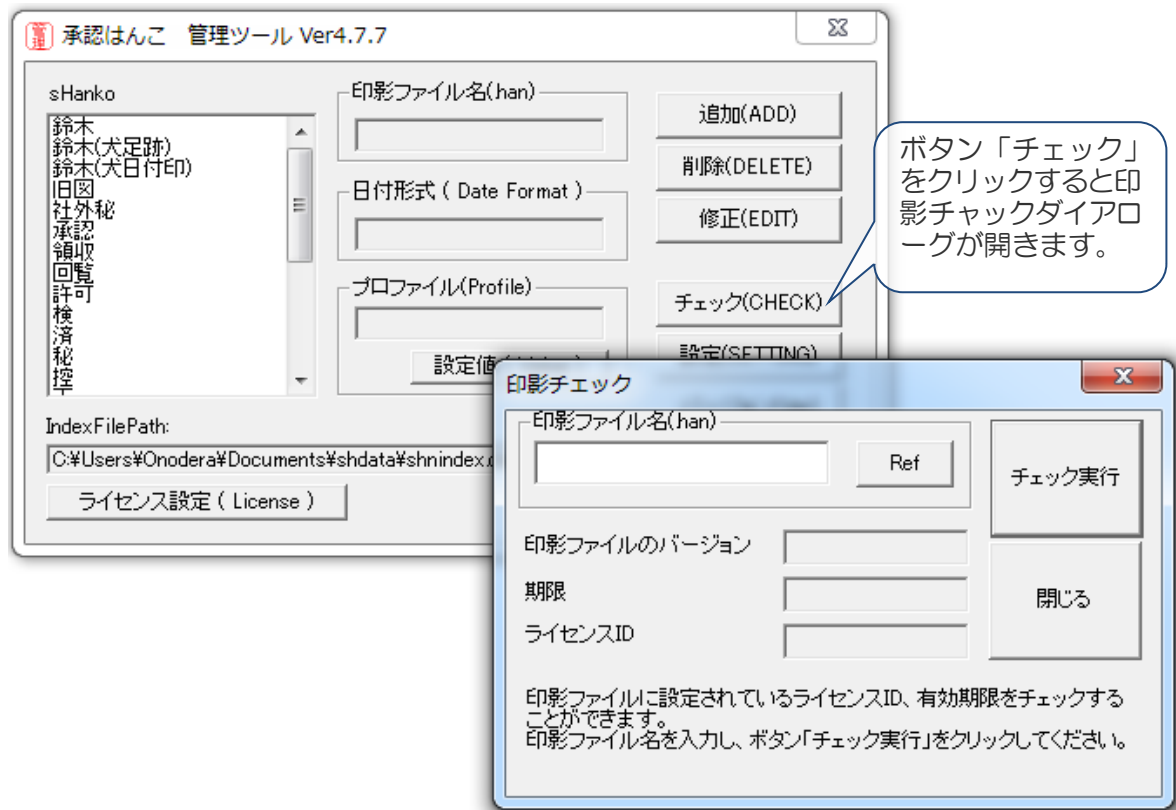 承認はんこ 管理ツール Ver4.7.7
sHanko
鈴木
鈴木(犬足跡)
鈴木(犬日付印)
旧図
社外秘
承認
領収
回覧
許可
検
済
秘
控
印影ファイル名(han)
日付形式 ( Date Format )
プロファイル(Profile)
設定値
追加(ADD)
削除(DELETE)
修正(EDIT)
チェック(CHECK)
設定(SETTING)
IndexFilePath:
C:¥Users¥Onodera¥Documents¥shdata¥shnindex.
ライセンス設定 ( License )
ボタン「チェック」
をクリックすると印
影チャックダイアロ
ーグが開きます。
印影チェック
印影ファイル名(han)
Ref
チェック実行
印影ファイルのバージョン
期限
ライセンスID
閉じる
印影ファイルに設定されているライセンスID、有効期限をチェックする
ことができます。
印影ファイル名を入力し、ボタン「チェック実行」をクリックしてください。